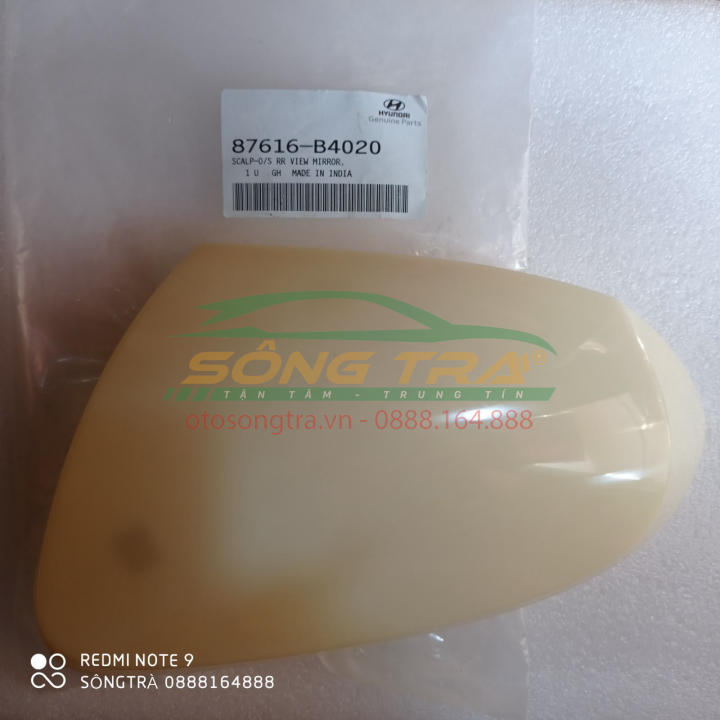 HYUNDAI
Genuine Parts
87616-B4020
SCALP-O/S RR VIEW MIRROR,
1 U GH MADE IN INDIA
SÔNG TRÀ
TẬN TÂM - TRUNG TÍN
otosongtra.vn - 0888.164.888
REDMI NOTE 9
SÔNGTRÀ 0888164888